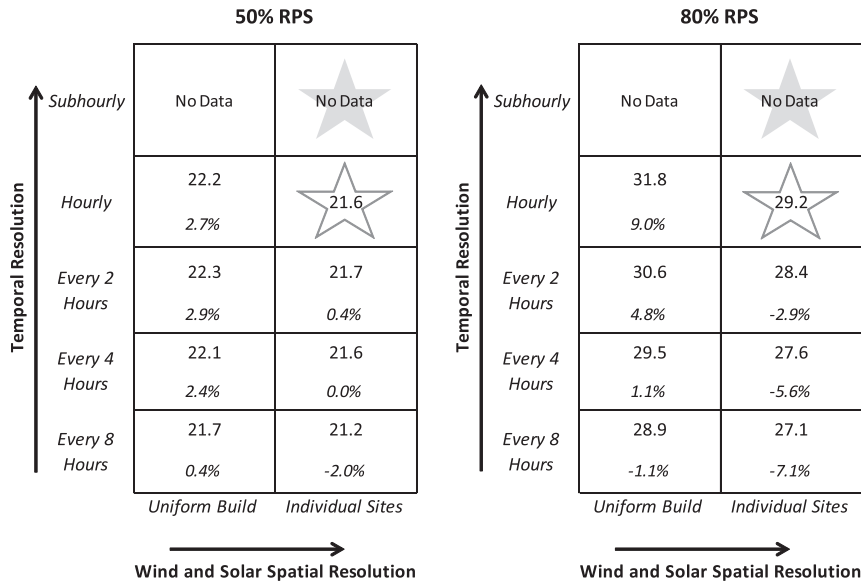 50% RPS
Temporal Resolution
Subhourly
No Data
No Data
Hourly
22.2
2.7%
21.6
Every 2
Hours
22.3
2.9%
21.7
0.4%
Every 4
Hours
22.1
2.4%
21.6
0.0%
Every 8
Hours
21.7
0.4%
21.2
-2.0%
Uniform Build
Individual Sites
Wind and Solar Spatial Resolution
80% RPS
Temporal Resolution
Subhourly
No Data
No Data
Hourly
31.8
9.0%
29.2
Every 2
Hours
30.6
4.8%
28.4
-2.9%
Every 4
Hours
29.5
1.1%
27.6
-5.6%
Every 8
Hours
28.9
-1.1%
27.1
-7.1%
Uniform Build
Individual Sites
Wind and Solar Spatial Resolution